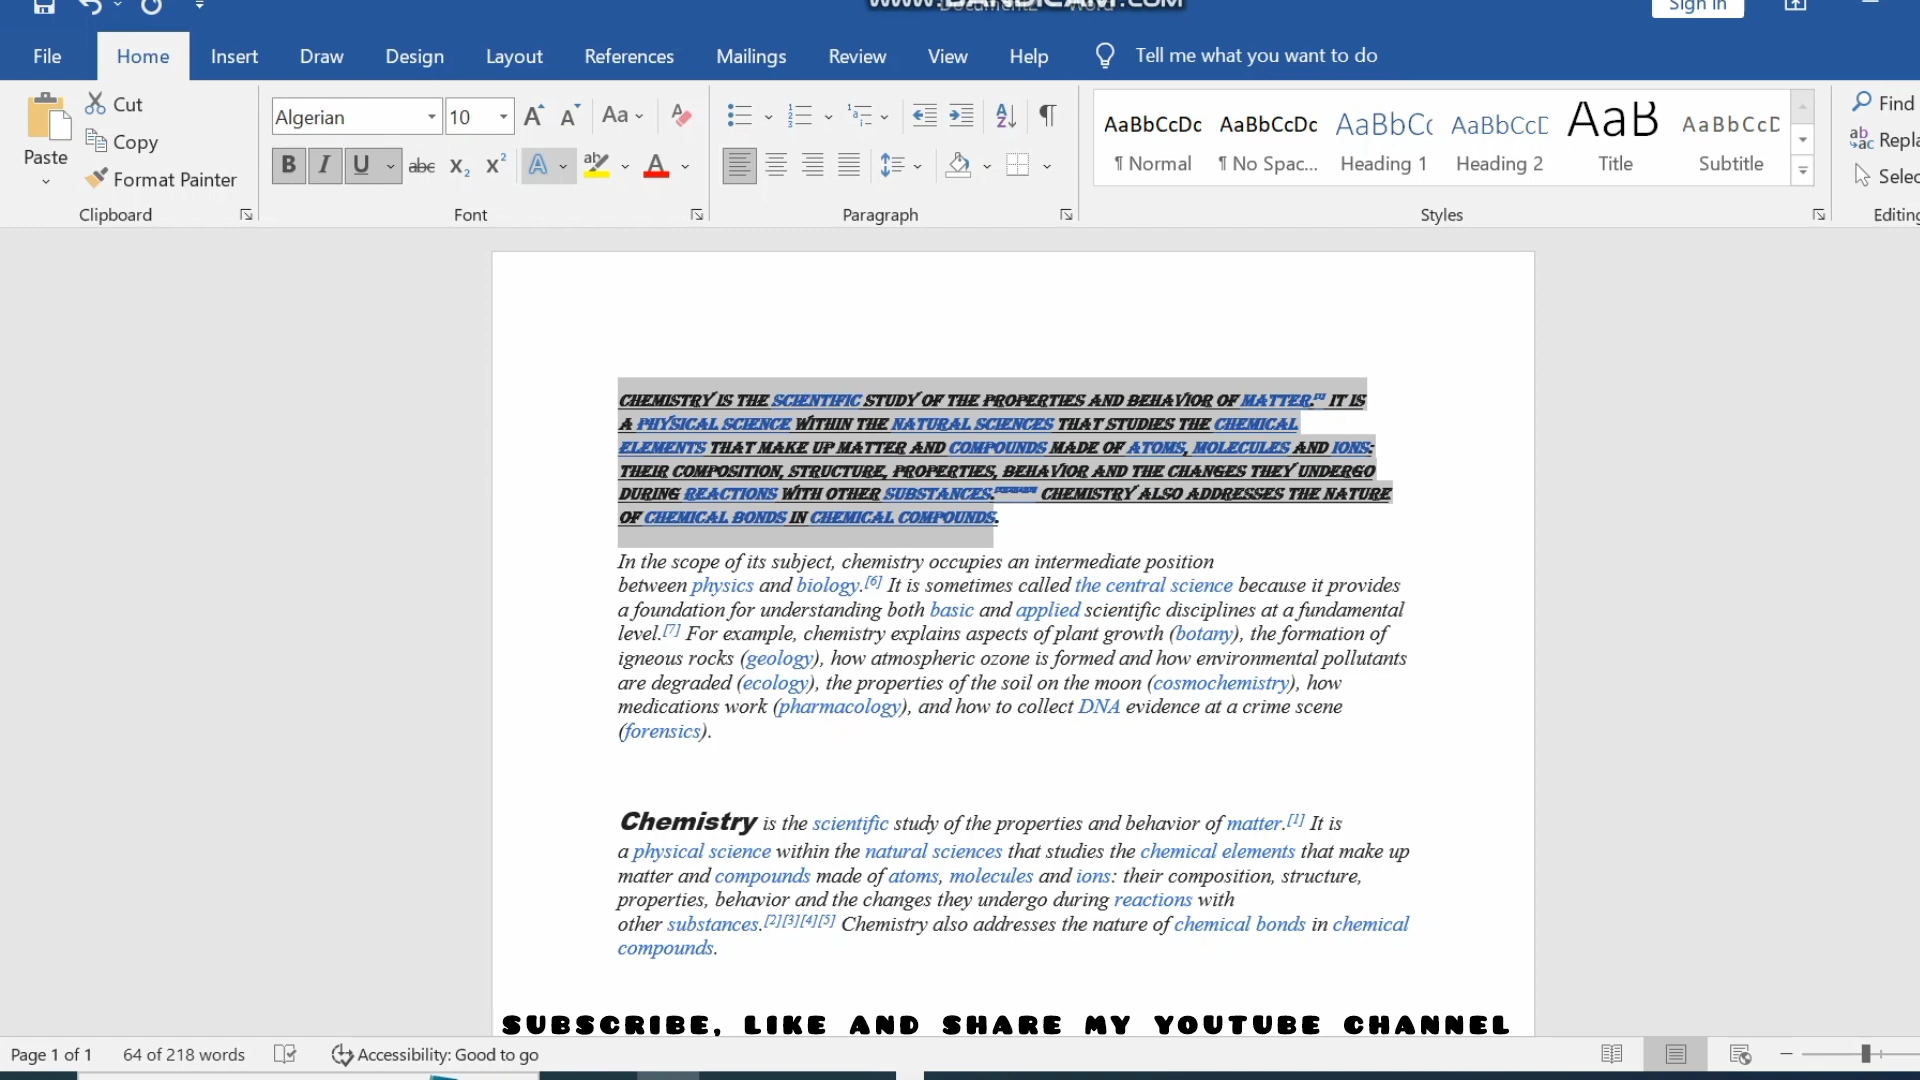 www.BANDICAM.com
Document2 - Word
Sign in
File Home Insert Draw Design Layout References Mailings Review View Help Tell me what you want to do
Paste
Cut
Copy
Format Painter
Clipboard
Algerian 10
Font
Paragraph
AaBbCcDc AaBbCcDc AaBbCc AaBbCcD AaB AaBbCcD
¶ Normal ¶ No Spac... Heading 1 Heading 2 Title Subtitle
Styles
Find
Repla
Selec
Editing
CHEMISTRY IS THE SCIENTIFIC STUDY OF THE PROPERTIES AND BEHAVIOR OF MATTER.[1] IT IS
A PHYSICAL SCIENCE WITHIN THE NATURAL SCIENCES THAT STUDIES THE CHEMICAL
ELEMENTS THAT MAKE UP MATTER AND COMPOUNDS MADE OF ATOMS, MOLECULES AND IONS:
THEIR COMPOSITION, STRUCTURE, PROPERTIES, BEHAVIOR AND THE CHANGES THEY UNDERGO
DURING REACTIONS WITH OTHER SUBSTANCES.[2][3][4][5] CHEMISTRY ALSO ADDRESSES THE NATURE
OF CHEMICAL BONDS IN CHEMICAL COMPOUNDS.
In the scope of its subject, chemistry occupies an intermediate position
between physics and biology.[6] It is sometimes called the central science because it provides
a foundation for understanding both basic and applied scientific disciplines at a fundamental
level.[7] For example, chemistry explains aspects of plant growth (botany), the formation of
igneous rocks (geology), how atmospheric ozone is formed and how environmental pollutants
are degraded (ecology), the properties of the soil on the moon (cosmochemistry), how
medications work (pharmacology), and how to collect DNA evidence at a crime scene
(forensics).
Chemistry is the scientific study of the properties and behavior of matter.[1] It is
a physical science within the natural sciences that studies the chemical elements that make up
matter and compounds made of atoms, molecules and ions: their composition, structure,
properties, behavior and the changes they undergo during reactions with
other substances.[2][3][4][5] Chemistry also addresses the nature of chemical bonds in chemical
compounds.
SUBSCRIBE, LIKE AND SHARE MY YOUTUBE CHANNEL
Page 1 of 1 64 of 218 words Accessibility: Good to go